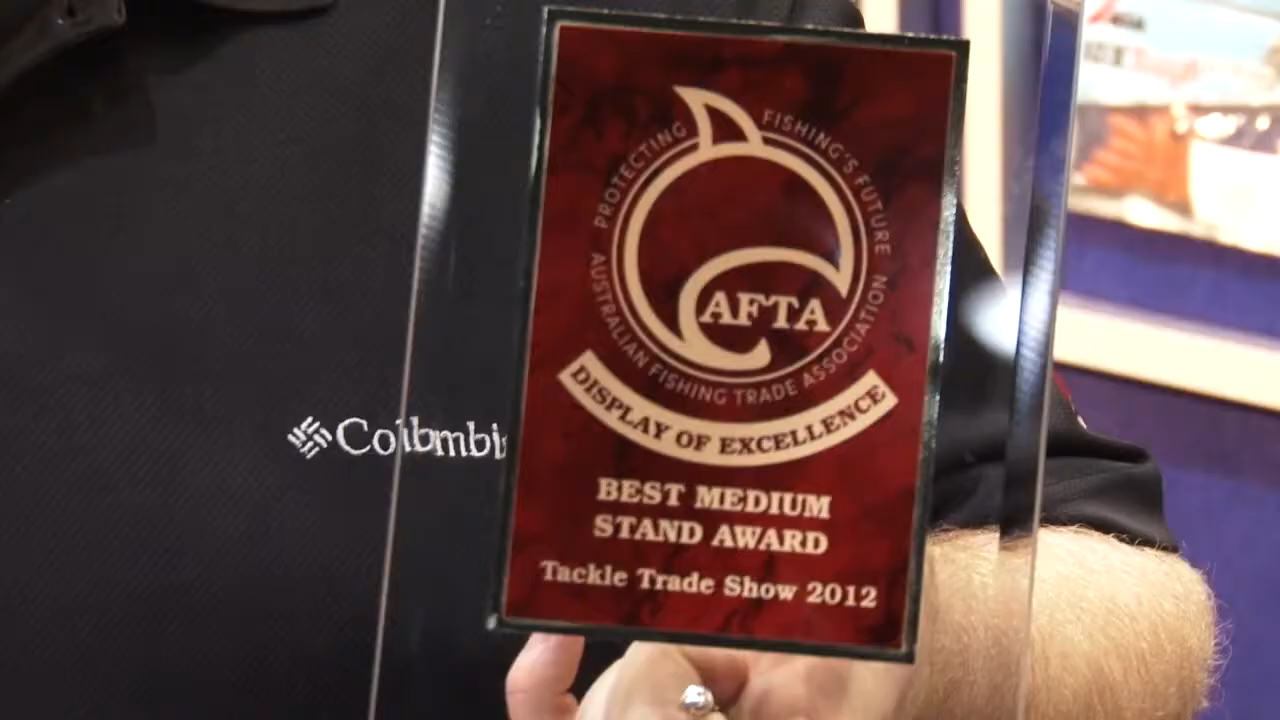 PROTECTING FISHING'S FUTURE
AUSTRALIAN FISHING TRADE ASSOCIATION
AFTA
DISPLAY OF EXCELLENCE
BEST MEDIUM
STAND AWARD
Tackle Trade Show 2012